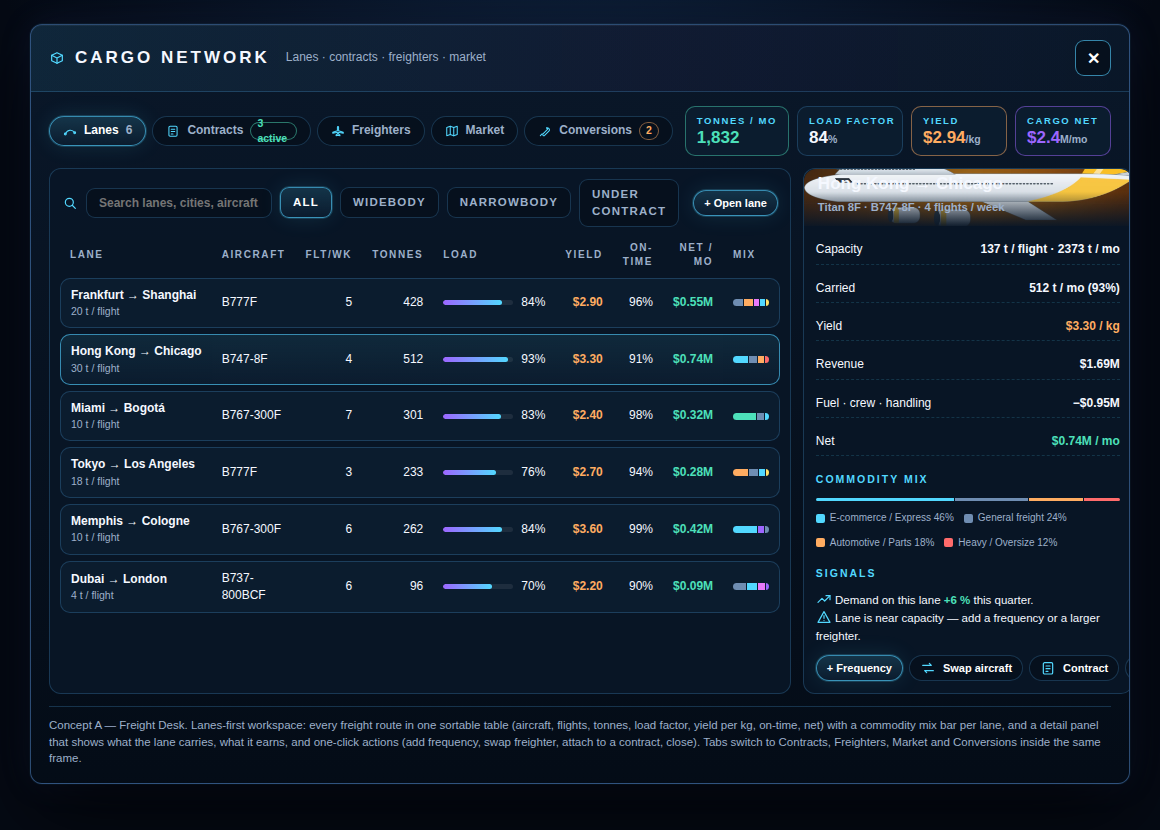 CARGO NETWORK Lanes · contracts · freighters · market ✕
Lanes 6 Contracts 3 active Freighters Market Conversions 2
TONNES / MO 1,832
LOAD FACTOR 84%
YIELD $2.94/kg
CARGO NET $2.4M/mo
Search lanes, cities, aircraft ALL WIDEBODY NARROWBODY UNDER CONTRACT + Open lane
LANE AIRCRAFT FLT/WK TONNES LOAD YIELD ON-TIME NET / MO MIX
Frankfurt → Shanghai B777F 5 428 84% $2.90 96% $0.55M
20 t / flight
Hong Kong → Chicago B747-8F 4 512 93% $3.30 91% $0.74M
30 t / flight
Miami → Bogotá B767-300F 7 301 83% $2.40 98% $0.32M
10 t / flight
Tokyo → Los Angeles B777F 3 233 76% $2.70 94% $0.28M
18 t / flight
Memphis → Cologne B767-300F 6 262 84% $3.60 99% $0.42M
10 t / flight
Dubai → London B737-800BCF 6 96 70% $2.20 90% $0.09M
4 t / flight
Hong Kong → Chicago
Titan 8F · B747-8F · 4 flights / week
Capacity 137 t / flight · 2373 t / mo
Carried 512 t / mo (93%)
Yield $3.30 / kg
Revenue $1.69M
Fuel · crew · handling −$0.95M
Net $0.74M / mo
COMMODITY MIX
E-commerce / Express 46% General freight 24%
Automotive / Parts 18% Heavy / Oversize 12%
SIGNALS
Demand on this lane +6 % this quarter.
Lane is near capacity — add a frequency or a larger
freighter.
+ Frequency Swap aircraft Contract
Concept A — Freight Desk. Lanes-first workspace: every freight route in one sortable table (aircraft, flights, tonnes, load factor, yield per kg, on-time, net) with a commodity mix bar per lane, and a detail panel
that shows what the lane carries, what it earns, and one-click actions (add frequency, swap freighter, attach to a contract, close). Tabs switch to Contracts, Freighters, Market and Conversions inside the same
frame.